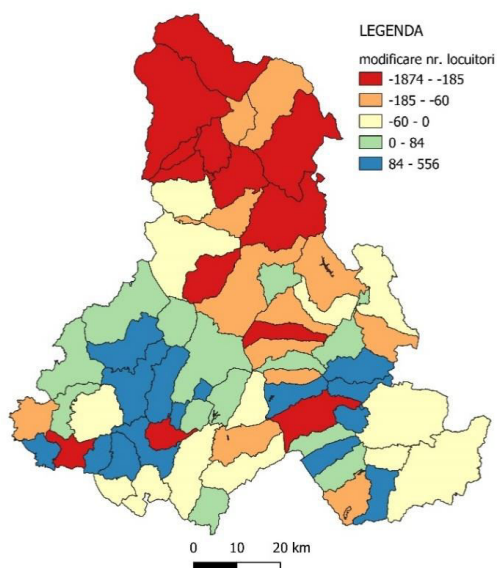 LEGENDA
modificare nr. locuitori
-1874 - -185
-185 - -60
-60 - 0
0 - 84
84 - 556
0 10 20 km